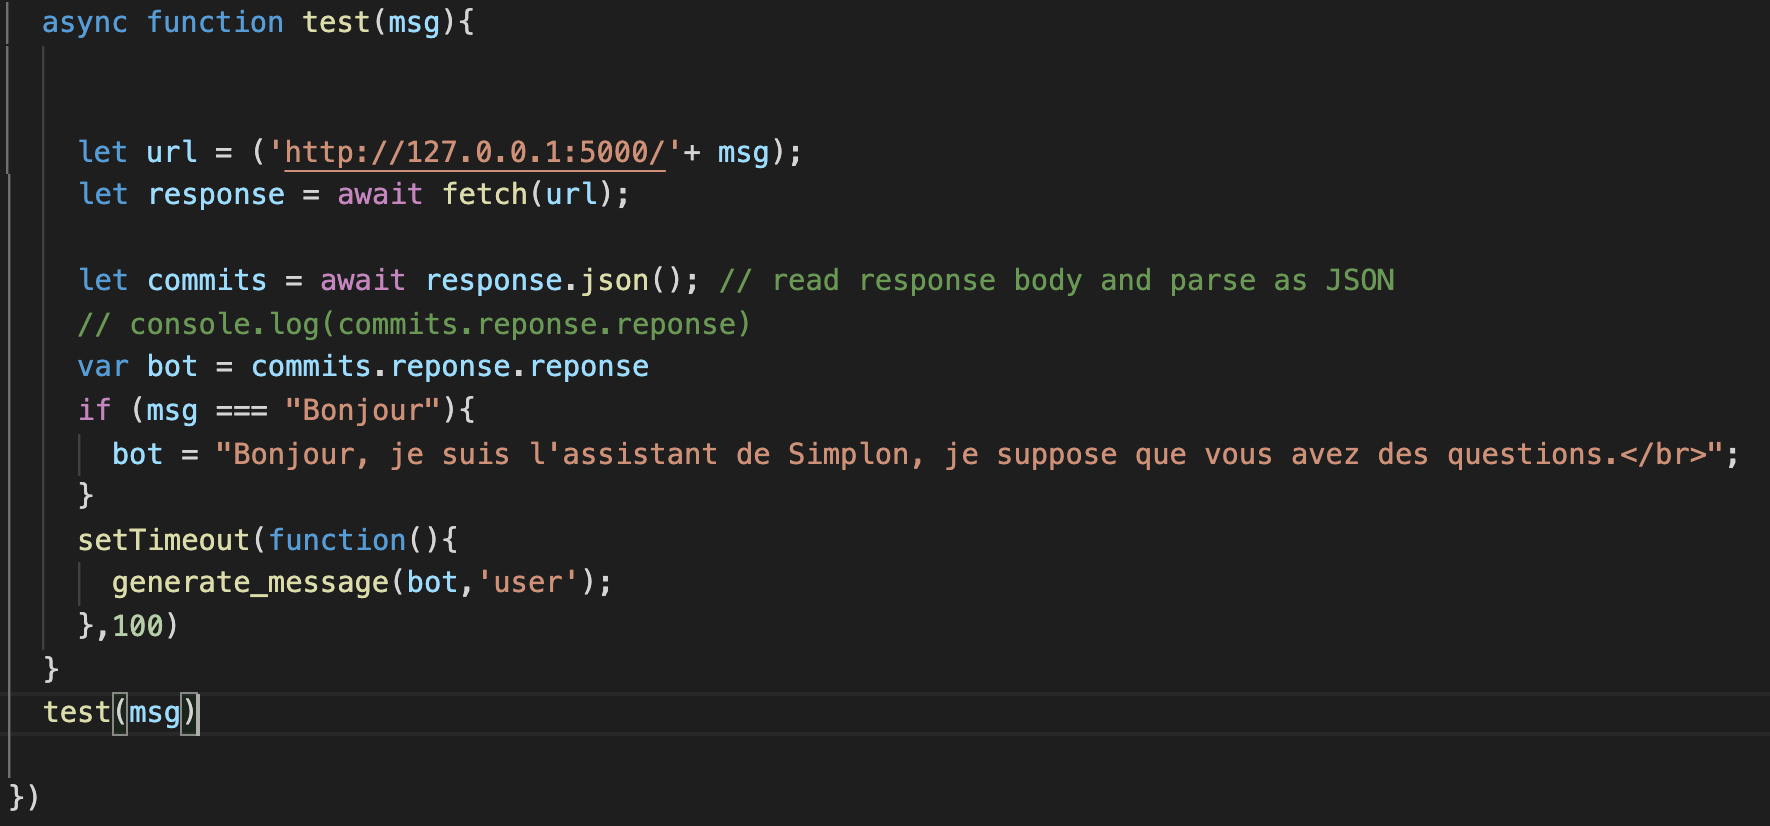 async function test(msg){
let url = ('http://127.0.0.1:5000/'+ msg);
let response = await fetch(url);
let commits = await response.json(); // read response body and parse as JSON
// console.log(commits.reponse.reponse)
var bot = commits.reponse.reponse
if (msg === "Bonjour"){
bot = "Bonjour, je suis l'assistant de Simplon, je suppose que vous avez des questions.</br>";
}
setTimeout(function(){
generate_message(bot,'user');
},100)
}
test(msg)
})